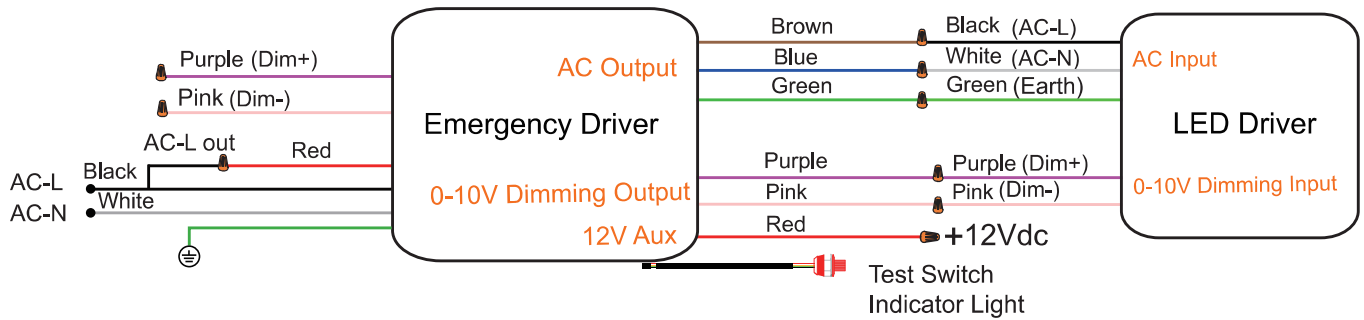 Purple (Dim+)
Pink (Dim-)
AC-L out
Red
Black
AC-L
White
AC-N
AC Output
Emergency Driver
0-10V Dimming Output
12V Aux
Brown
Black (AC-L)
Blue
White (AC-N)
Green
Green (Earth)
Purple
Purple (Dim+)
Pink
Pink (Dim-)
Red
+12Vdc
Test Switch
Indicator Light
AC Input
LED Driver
0-10V Dimming Input